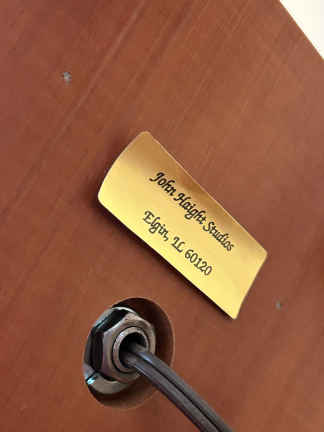 John Haight Studios
Elgin, IL 60120